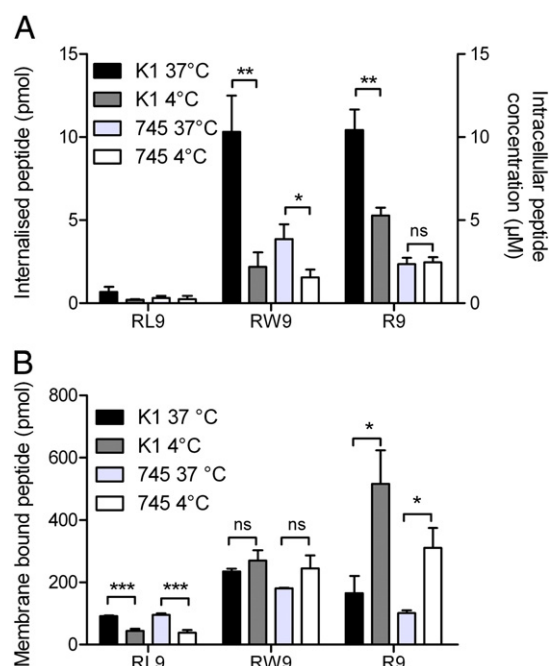 A
Internalised peptide (pmol)
15
10
5
0
K1 37°C
K1 4°C
745 37°C
745 4°C
**
*
**
ns
15
10
5
0
Intracellular peptide
concentration (µM)
RL9
RW9
R9
B
Membrane bound peptide (pmol)
800
600
400
200
0
K1 37 °C
K1 4°C
745 37 °C
745 4°C
***
***
ns
ns
*
*
RL9
RW9
R9